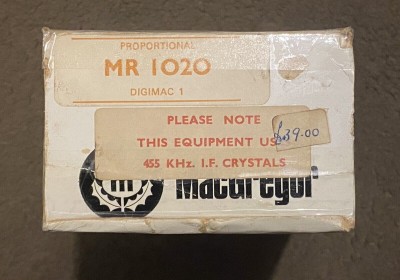 PROPORTIONAL
MR 1020
DIGIMAC 1
PLEASE NOTE
THIS EQUIPMENT US
£39.00
455 KHz. I.F. CRYSTALS
m
MacGregor